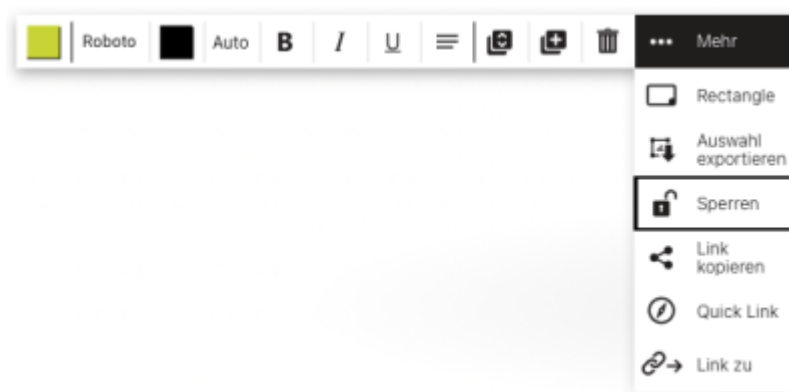 Roboto
Auto
B
I
U
Mehr
Rectangle
Auswahl
exportieren
Sperren
Link
kopieren
Quick Link
Link zu